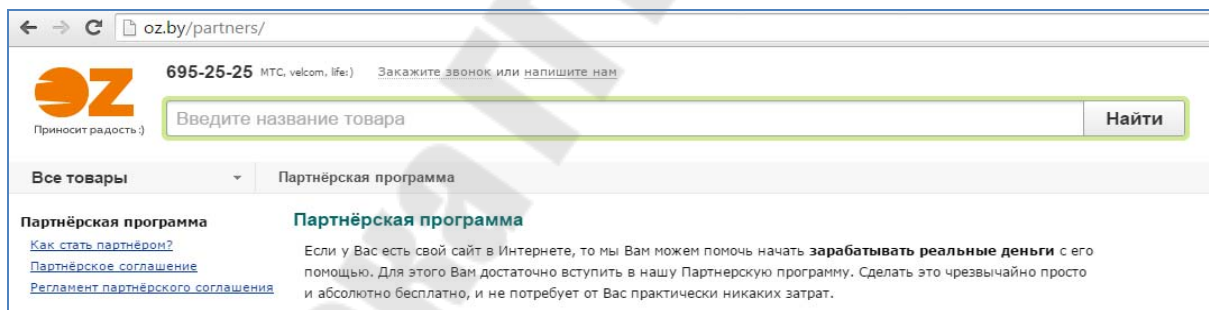 oz.by/partners/
OZ
Приносит радость :)
695-25-25 МТС, velcom, life:) Закажите звонок или напишите нам
Введите название товара
Найти
Все товары
Партнёрская программа
Партнёрская программа
Как стать партнёром?
Партнёрское соглашение
Регламент партнёрского соглашения
Партнёрская программа
Если у Вас есть свой сайт в Интернете, то мы Вам можем помочь начать зарабатывать реальные деньги с его
помощью. Для этого Вам достаточно вступить в нашу Партнерскую программу. Сделать это чрезвычайно просто
и абсолютно бесплатно, и не потребует от Вас практически никаких затрат.